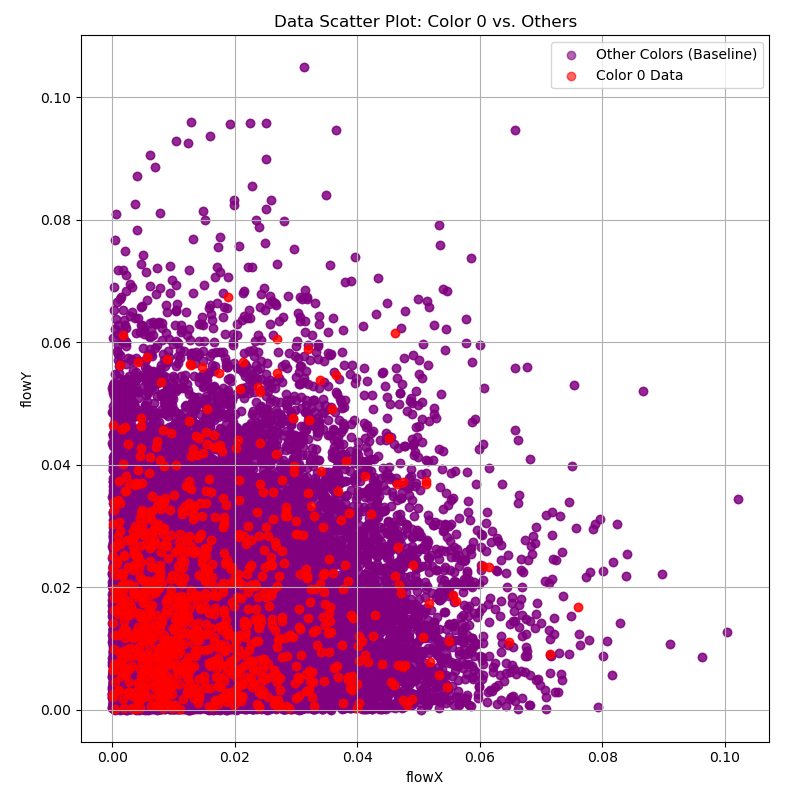 Data Scatter Plot: Color 0 vs. Others
Other Colors (Baseline)
Color 0 Data
flowY
0.10
0.08
0.06
0.04
0.02
0.00
0.00 0.02 0.04 0.06 0.08 0.10
flowX